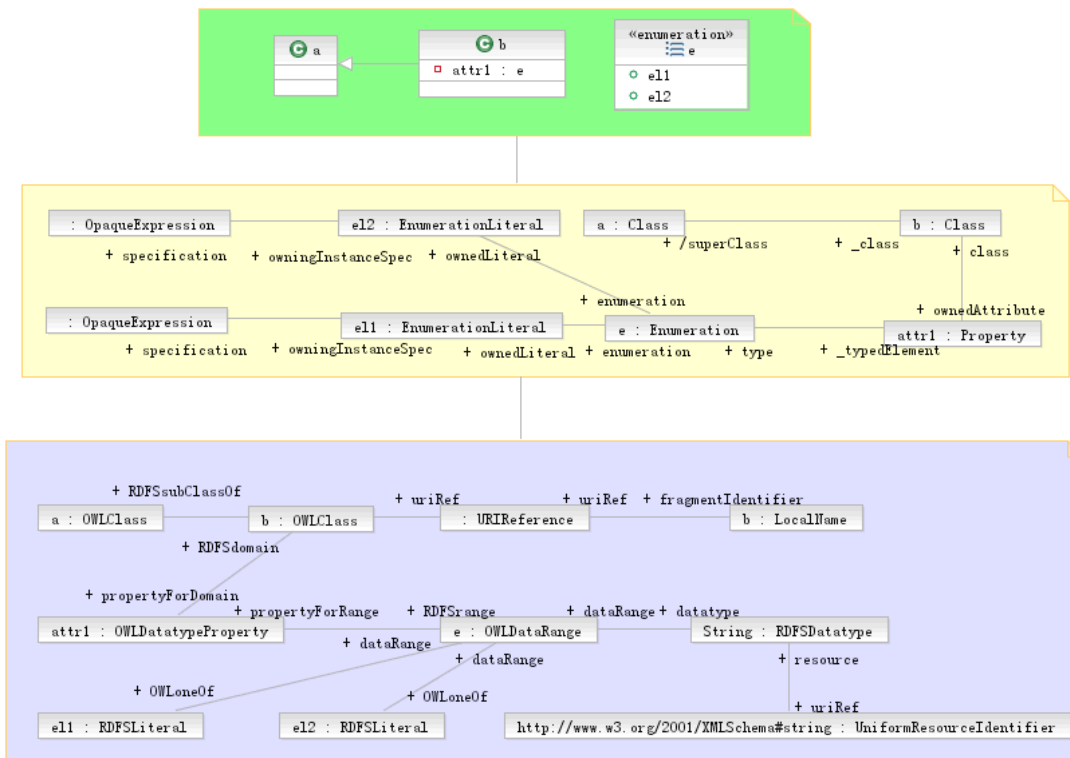 «enumeration»
a
b
e
attr1 : e
el1
el2
: OpaqueExpression
el2 : EnumerationLiteral
a : Class
b : Class
+ specification
+ owningInstanceSpec
+ ownedLiteral
+ /superClass
+ _class
+ class
+ enumeration
+ ownedAttribute
: OpaqueExpression
el1 : EnumerationLiteral
e : Enumeration
attr1 : Property
+ specification
+ owningInstanceSpec
+ ownedLiteral
+ enumeration
+ type
+ _typedElement
+ RDFSsubClassOf
+ uriRef
+ uriRef
+ fragmentIdentifier
a : OWLClass
b : OWLClass
: URIReference
b : LocalName
+ RDFSdomain
+ propertyForDomain
+ propertyForRange
+ RDFSrange
+ dataRange
+ datatype
attr1 : OWLDatatypeProperty
e : OWLDataRange
String : RDFSDatatype
+ dataRange
+ dataRange
+ resource
+ OWLoneOf
+ OWLoneOf
+ uriRef
el1 : RDFSLiteral
el2 : RDFSLiteral
http://www.w3.org/2001/XMLSchema#string : UniformResourceIdentifier